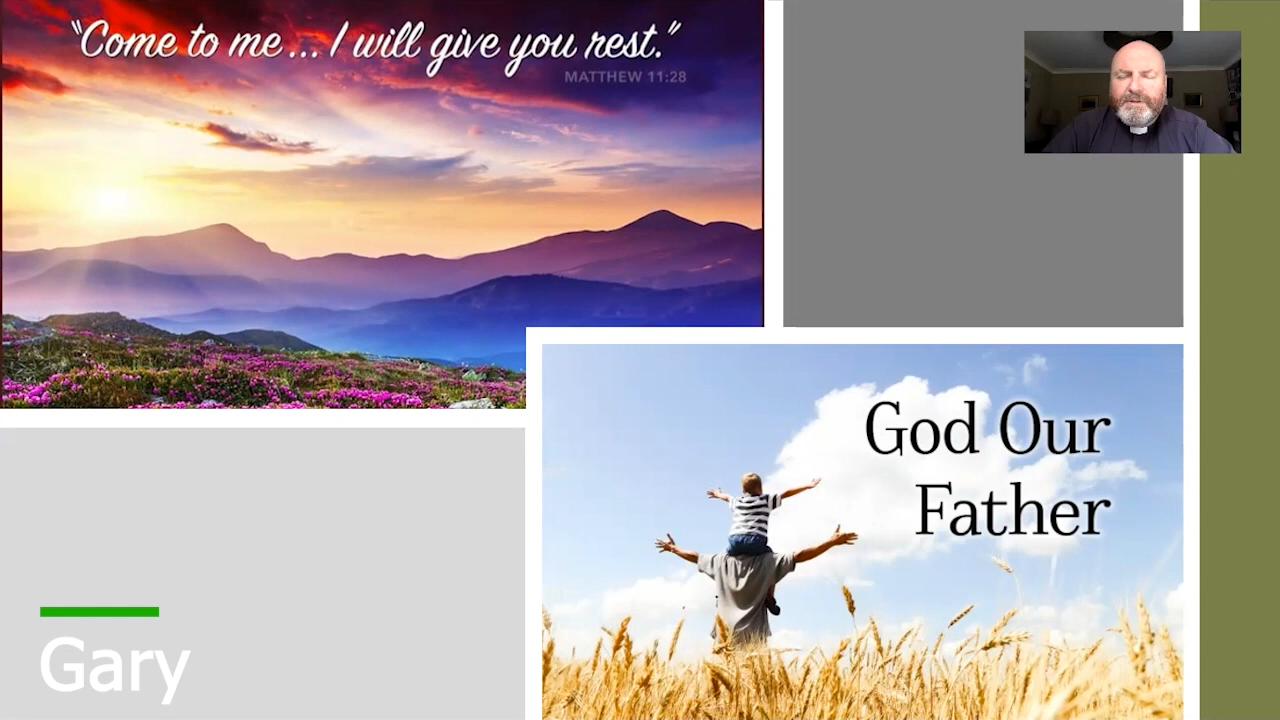 “Come to me... I will give you rest.”
MATTHEW 11:28
God Our
Father
Gary